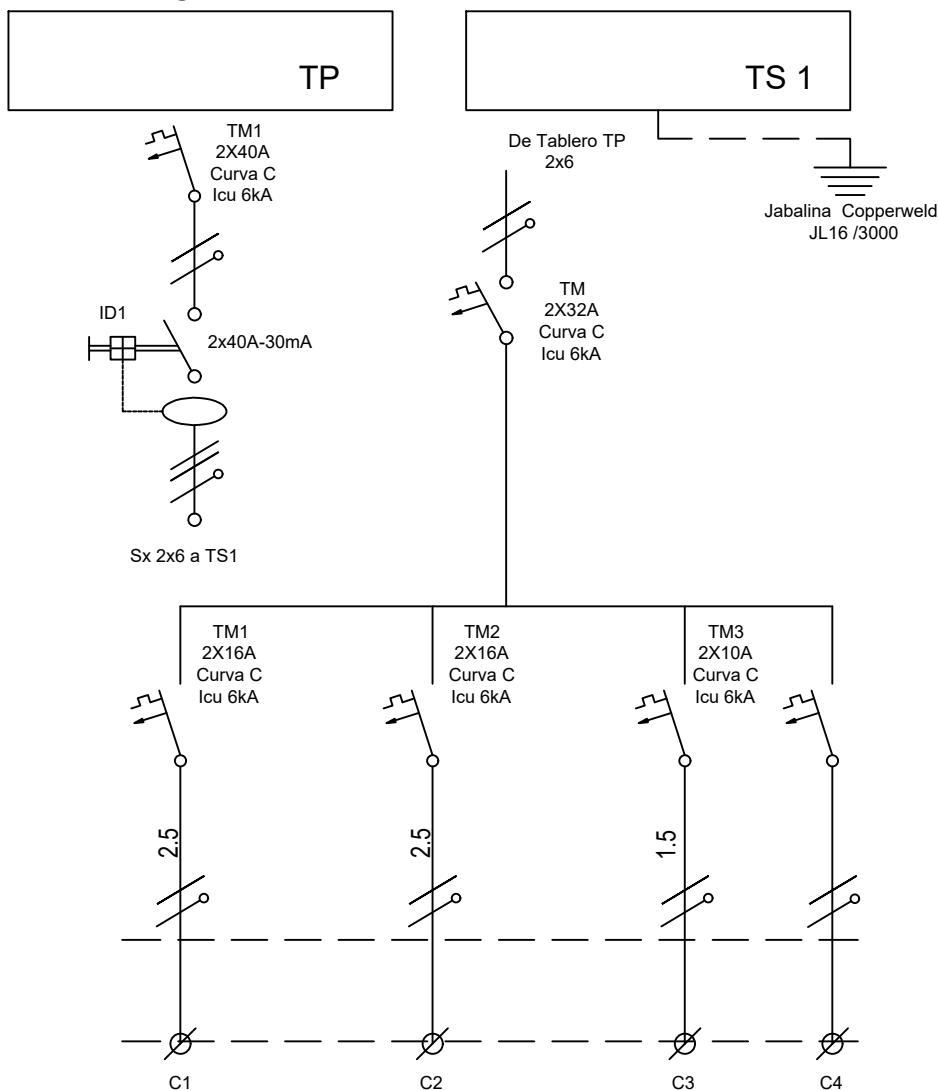 TP
TM1
2X40A
Curva C
Icu 6kA
ID1
2x40A-30mA
Sx 2x6 a TS1
TS 1
De Tablero TP
2x6
Jabalina Copperweld
JL16 /3000
TM
2X32A
Curva C
Icu 6kA
TM1
2X16A
Curva C
Icu 6kA
TM2
2X16A
Curva C
Icu 6kA
TM3
2X10A
Curva C
Icu 6kA
2.5
2.5
1.5
C1
C2
C3
C4